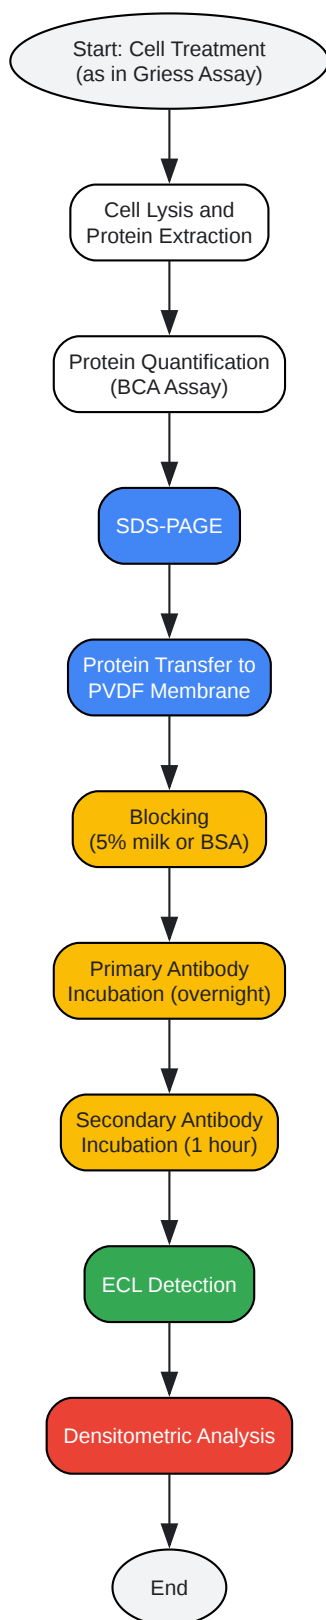 Start: Cell Treatment
(as in Griess Assay)
Cell Lysis and
Protein Extraction
Protein Quantification
(BCA Assay)
SDS-PAGE
Protein Transfer to
PVDF Membrane
Blocking
(5% milk or BSA)
Primary Antibody
Incubation (overnight)
Secondary Antibody
Incubation (1 hour)
ECL Detection
Densitometric Analysis
End